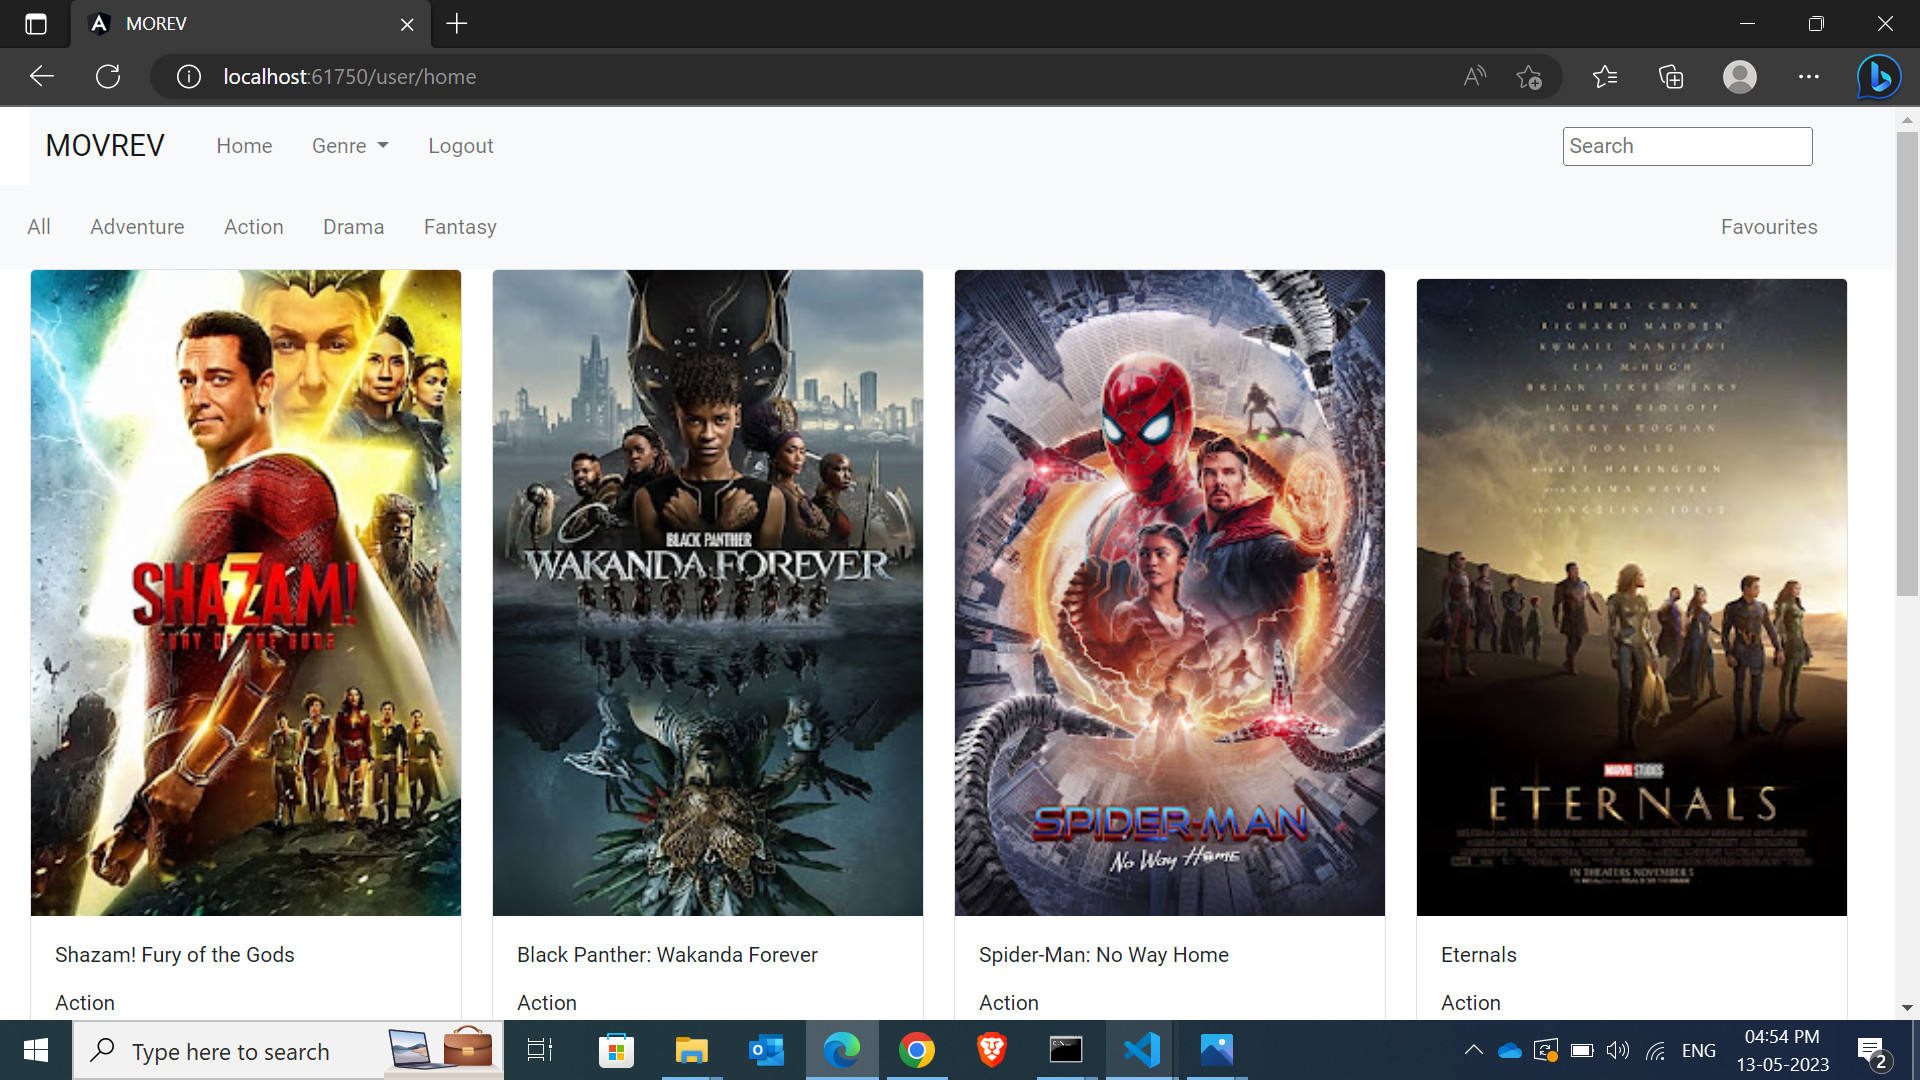 MOREV
localhost:61750/user/home
MOVREV Home Genre Logout Search
All Adventure Action Drama Fantasy Favourites
SHAZAM!
FURY OF THE GODS
BLACK PANTHER
WAKANDA FOREVER
SPIDER-MAN
No Way Home
GEMMA CHAN
RICHARD MADDEN
KUMAIL NANJIANI
LIA McHUGH
BRIAN TYREE HENRY
LAUREN RIDLOFF
BARRY KEOGHAN
DON LEE
WITH KIT HARINGTON
WITH SALMA HAYEK
AND ANGELINA JOLIE
MARVEL STUDIOS
ETERNALS
IN THEATERS NOVEMBER 5
Shazam! Fury of the Gods
Action
Black Panther: Wakanda Forever
Action
Spider-Man: No Way Home
Action
Eternals
Action
Type here to search
ENG
04:54 PM
13-05-2023
2